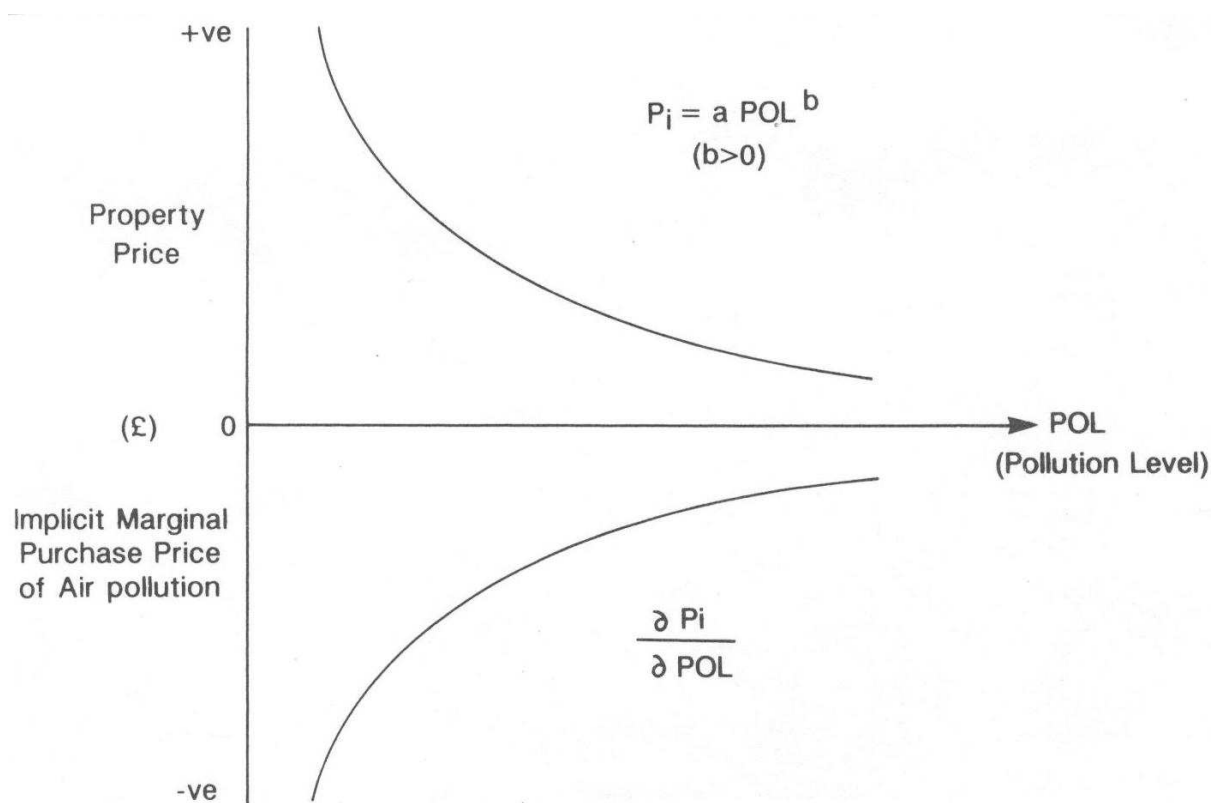 +ve
P_i = a POL^b
(b>0)
Property
Price
(£) 0
POL
(Pollution Level)
Implicit Marginal
Purchase Price
of Air pollution
∂ Pi
∂ POL
-ve